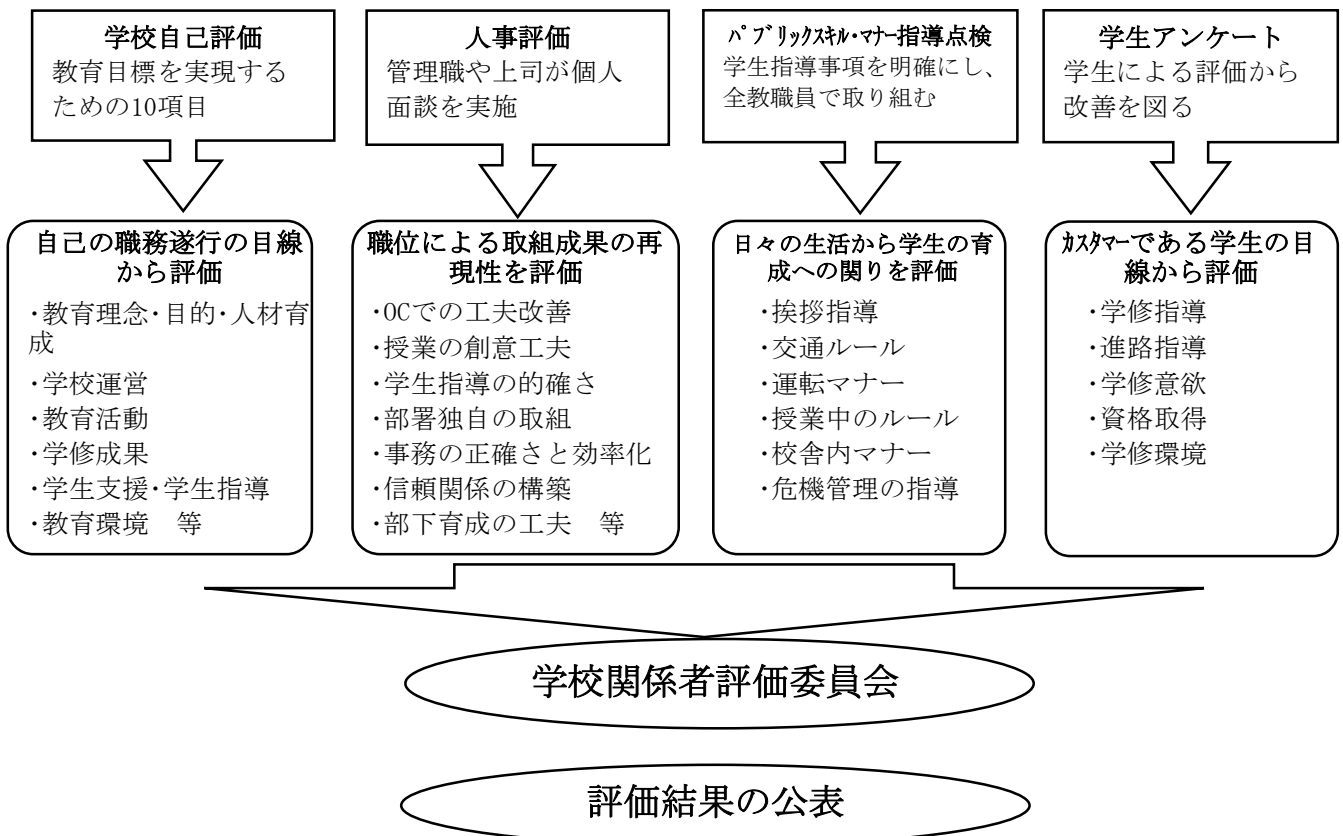 学校自己評価
教育目標を実現する
ための10項目
人事評価
管理職や上司が個人
面談を実施
ﾊﾟﾌﾞﾘｯｸｽｷﾙ・ﾏﾅｰ指導点検
学生指導事項を明確にし、
全教職員で取り組む
学生アンケート
学生による評価から
改善を図る
自己の職務遂行の目線
から評価
・教育理念・目的・人材育
成
・学校運営
・教育活動
・学修成果
・学生支援・学生指導
・教育環境　等
職位による取組成果の再
現性を評価
・OCでの工夫改善
・授業の創意工夫
・学生指導の的確さ
・部署独自の取組
・事務の正確さと効率化
・信頼関係の構築
・部下育成の工夫　等
日々の生活から学生の育
成への関りを評価
・挨拶指導
・交通ルール
・運転マナー
・授業中のルール
・校舎内マナー
・危機管理の指導
ｶｽﾀﾏｰである学生の目
線から評価
・学修指導
・進路指導
・学修意欲
・資格取得
・学修環境
学校関係者評価委員会
評価結果の公表